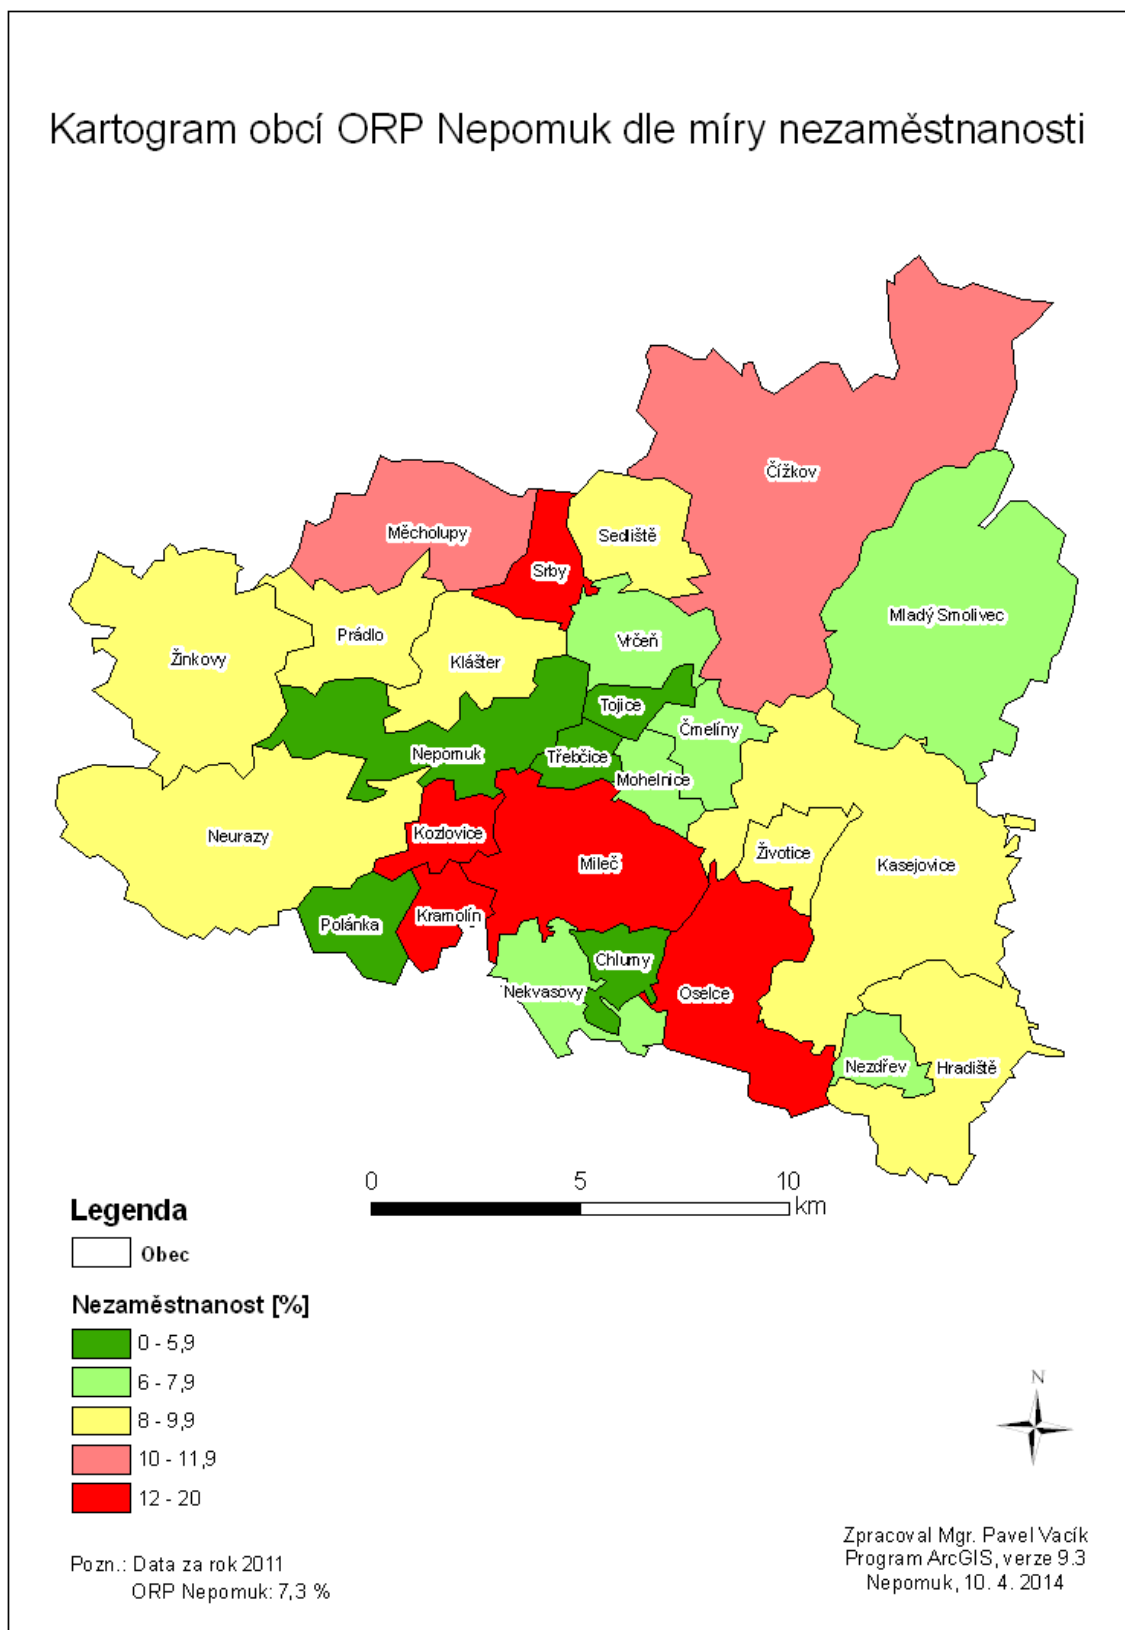 Kartogram obcí ORP Nepomuk dle míry nezaměstnanosti
Čížkov
Měcholupy
Sedliště
Srby
Mladý Smolivec
Prádlo
Vrčeň
Žinkovy
Klášter
Tojice
Čmelíny
Nepomuk
Třebčice
Mohelnice
Neurazy
Kozlovice
Mileč
Životice
Kasejovice
Polánka
Kramolín
Chlumy
Nekvasovy
Oselce
Nezdřev
Hradiště
0 5 10
km
Legenda
Obec
Nezaměstnanost [%]
0 - 5,9
6 - 7,9
8 - 9,9
10 - 11,9
12 - 20
N
Pozn.: Data za rok 2011
ORP Nepomuk: 7,3 %
Zpracoval Mgr. Pavel Vacík
Program ArcGIS, verze 9.3
Nepomuk, 10. 4. 2014